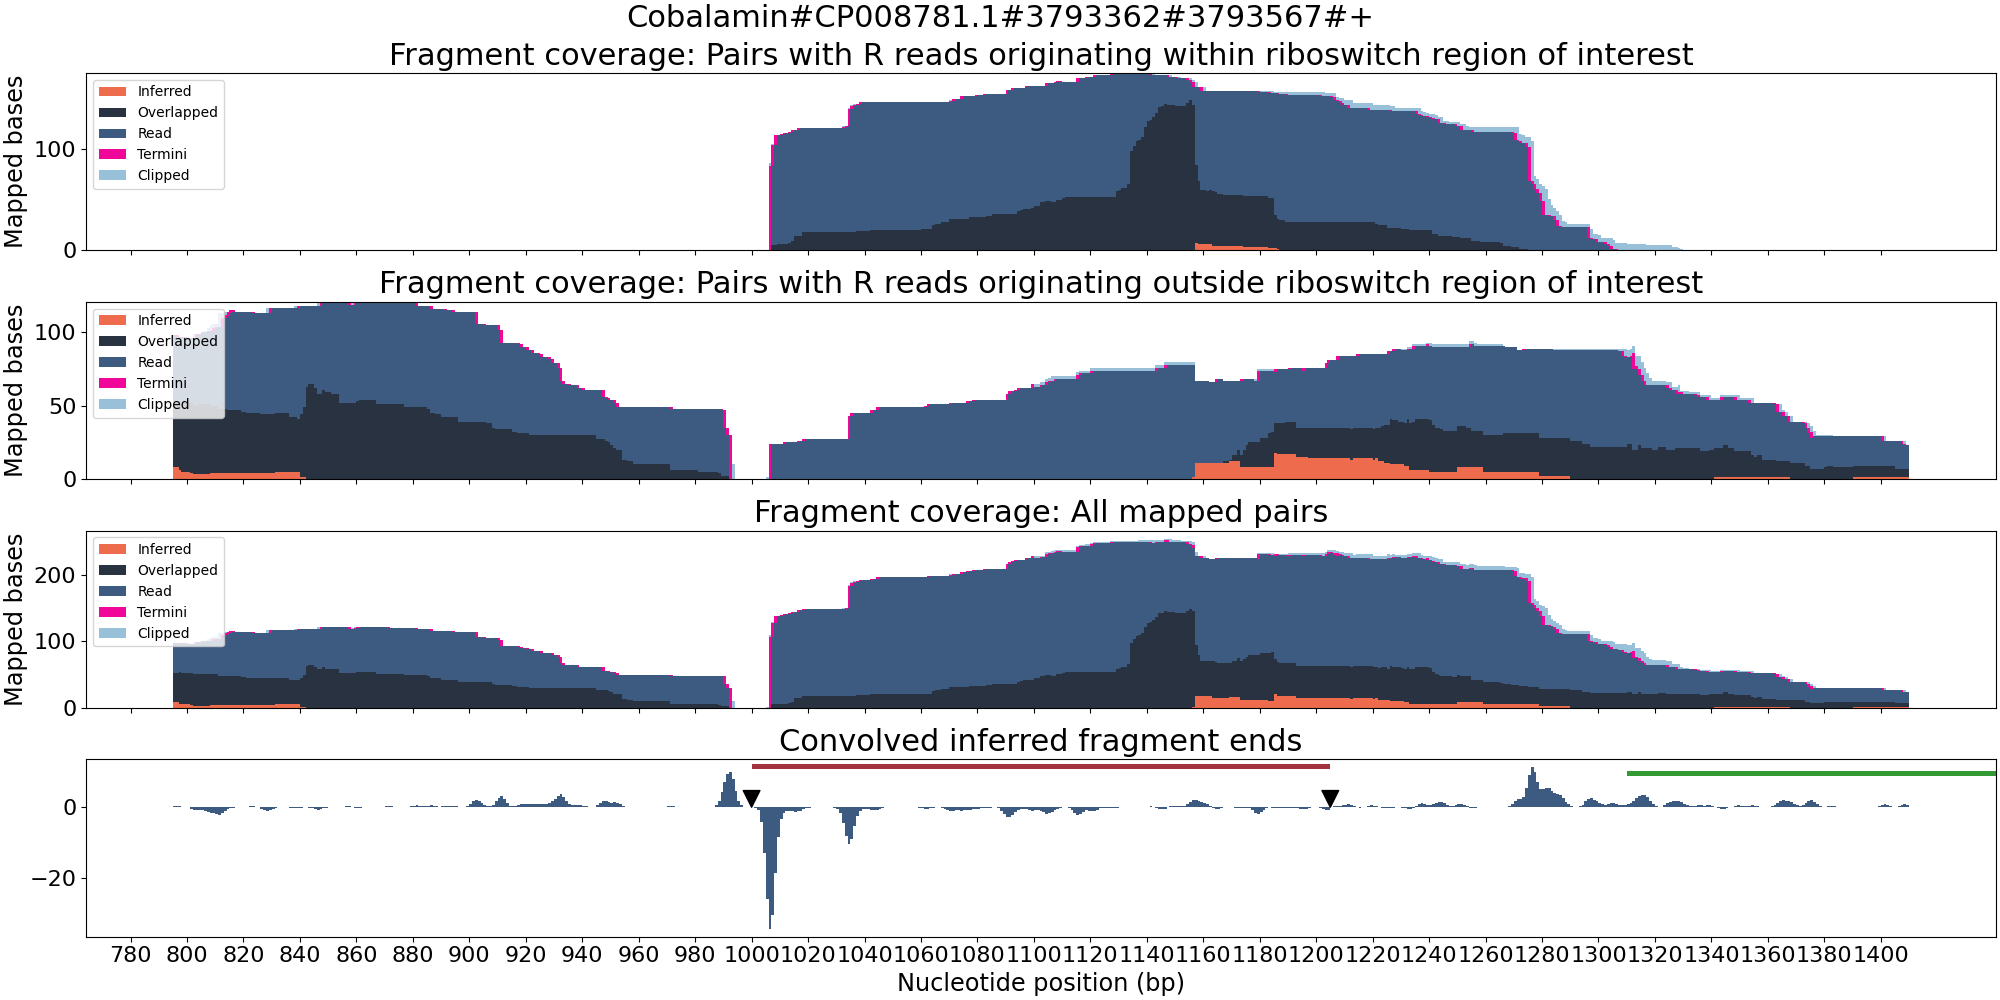 Cobalamin#CP008781.1#3793362#3793567#+
Fragment coverage: Pairs with R reads originating within riboswitch region of interest
Mapped bases
100
0
Inferred
Overlapped
Read
Termini
Clipped
Fragment coverage: Pairs with R reads originating outside riboswitch region of interest
Mapped bases
100
50
0
Inferred
Overlapped
Read
Termini
Clipped
Fragment coverage: All mapped pairs
Mapped bases
200
100
0
Inferred
Overlapped
Read
Termini
Clipped
Convolved inferred fragment ends
0
−20
780 800 820 840 860 880 900 920 940 960 980 1000 1020 1040 1060 1080 1100 1120 1140 1160 1180 1200 1220 1240 1260 1280 1300 1320 1340 1360 1380 1400
Nucleotide position (bp)